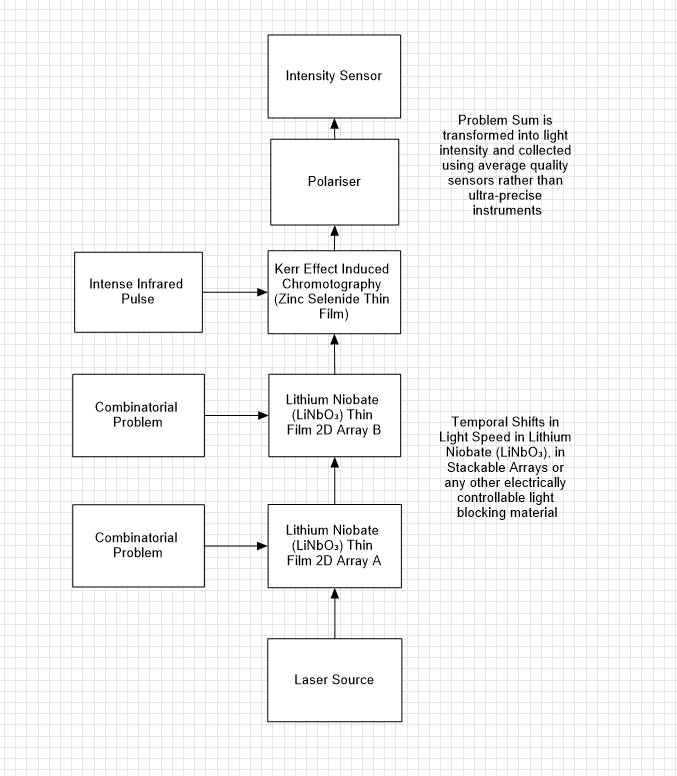 Intensity Sensor
Problem Sum is
transformed into light
intensity and collected
using average quality
sensors rather than
ultra-precise
instruments
Polariser
Intense Infrared
Pulse
Kerr Effect Induced
Chromotography
(Zinc Selenide Thin
Film)
Combinatorial
Problem
Lithium Niobate
(LiNbO₃) Thin
Film 2D Array B
Temporal Shifts in
Light Speed in Lithium
Niobate (LiNbO₃), in
Stackable Arrays or
any other electrically
controllable light
blocking material
Combinatorial
Problem
Lithium Niobate
(LiNbO₃) Thin
Film 2D Array A
Laser Source